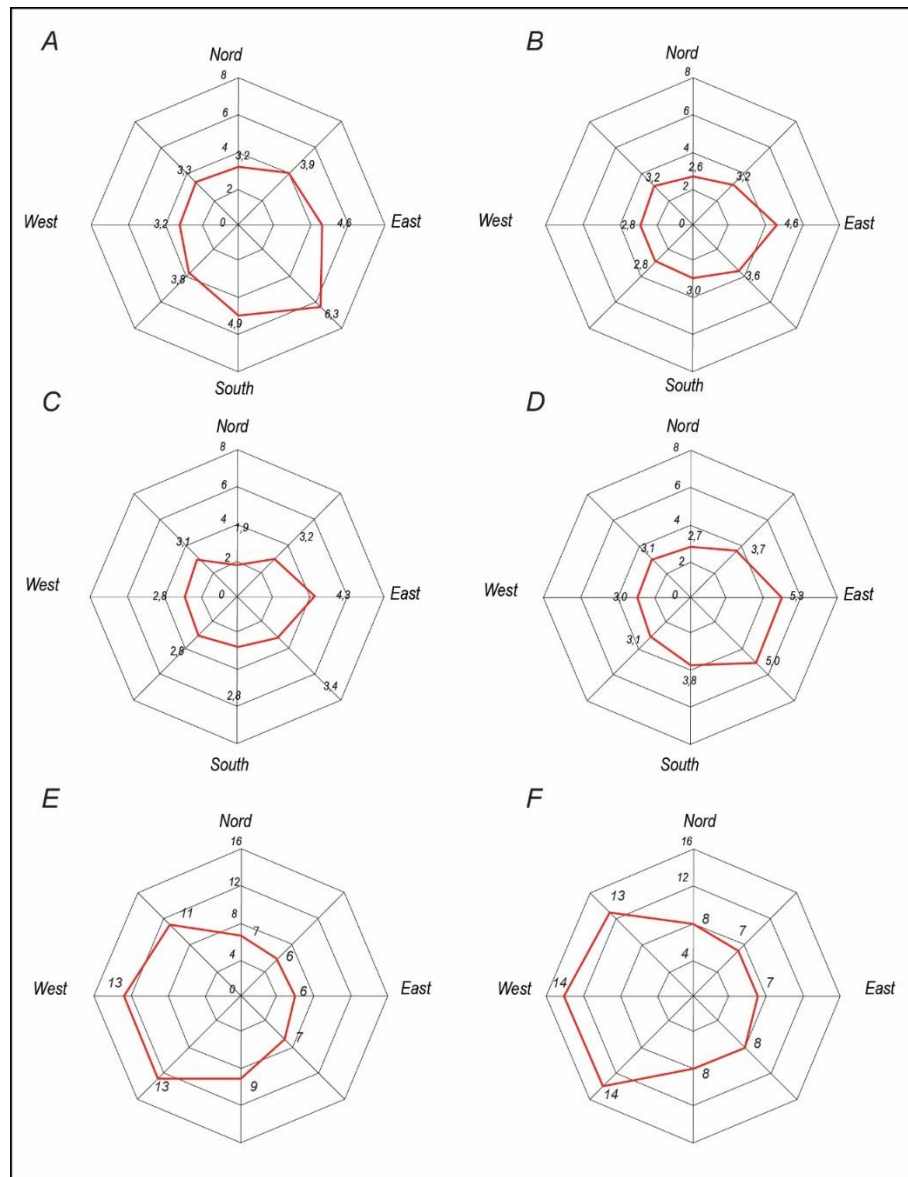 A
Nord
8
6
4
3,2
3,3
3,9
2
West
3,2
0
4,6
East
3,8
4,9
6,3
South
B
Nord
8
6
4
2,6
3,2
3,2
2
West
2,8
0
4,6
East
2,8
3,6
3,0
South
C
Nord
8
6
4
1,9
3,1
3,2
2
West
2,8
0
4,3
East
2,8
3,4
2,8
South
D
Nord
8
6
4
2,7
3,1
3,7
2
West
3,0
0
5,3
East
3,1
5,0
3,8
E
Nord
16
12
11
8
7
6
4
West
13
0
6
East
7
13
9
F
Nord
16
13
12
8
7
4
West
14
7
East
8
8
14